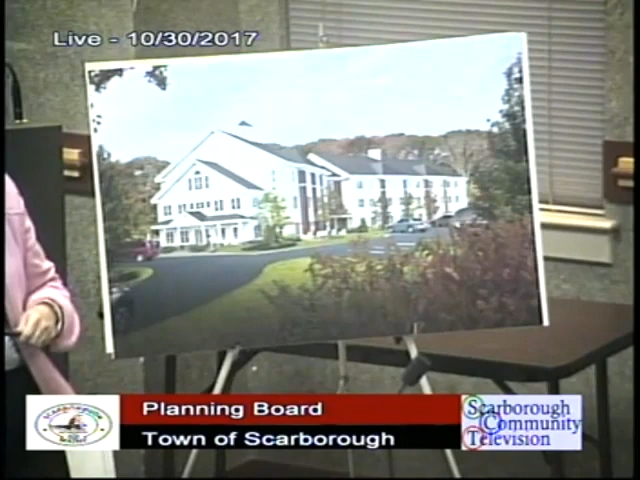 Live - 10/30/2017
Planning Board
Town of Scarborough
Scarborough
Community
Television